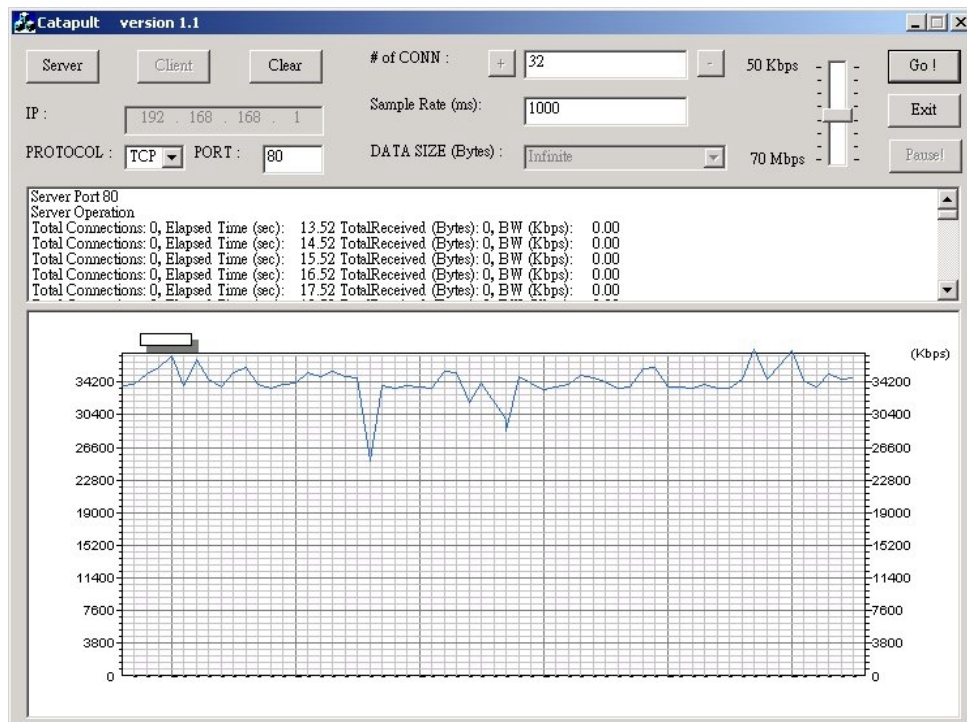 Catapult version 1.1
Server Client Clear # of CONN : + 32 - 50 Kbps Go !
IP : 192 . 168 . 168 . 1 Sample Rate (ms): 1000 Exit
PROTOCOL : TCP PORT : 80 DATA SIZE (Bytes) : Infinite 70 Mbps Pause!
Server Port 80
Server Operation
Total Connections: 0, Elapsed Time (sec): 13.52 TotalReceived (Bytes): 0, BW (Kbps): 0.00
Total Connections: 0, Elapsed Time (sec): 14.52 TotalReceived (Bytes): 0, BW (Kbps): 0.00
Total Connections: 0, Elapsed Time (sec): 15.52 TotalReceived (Bytes): 0, BW (Kbps): 0.00
Total Connections: 0, Elapsed Time (sec): 16.52 TotalReceived (Bytes): 0, BW (Kbps): 0.00
Total Connections: 0, Elapsed Time (sec): 17.52 TotalReceived (Bytes): 0, BW (Kbps): 0.00
(Kbps)
34200 34200
30400 30400
26600 26600
22800 22800
19000 19000
15200 15200
11400 11400
7600 7600
3800 3800
0 0